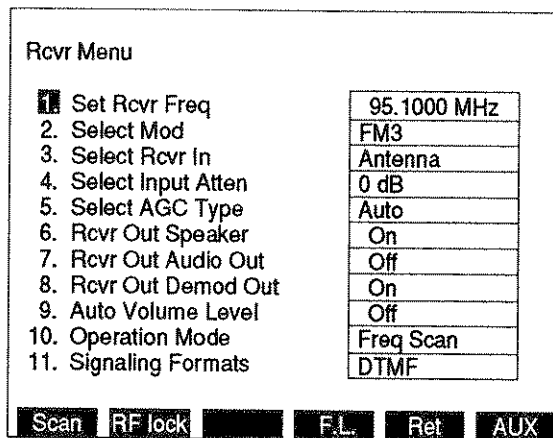 Rcvr Menu
1. Set Rcvr Freq 95.1000 MHz
2. Select Mod FM3
3. Select Rcvr In Antenna
4. Select Input Atten 0 dB
5. Select AGC Type Auto
6. Rcvr Out Speaker On
7. Rcvr Out Audio Out Off
8. Rcvr Out Demod Out On
9. Auto Volume Level Off
10. Operation Mode Freq Scan
11. Signaling Formats DTMF
Scan RF lock F.L. Ret AUX